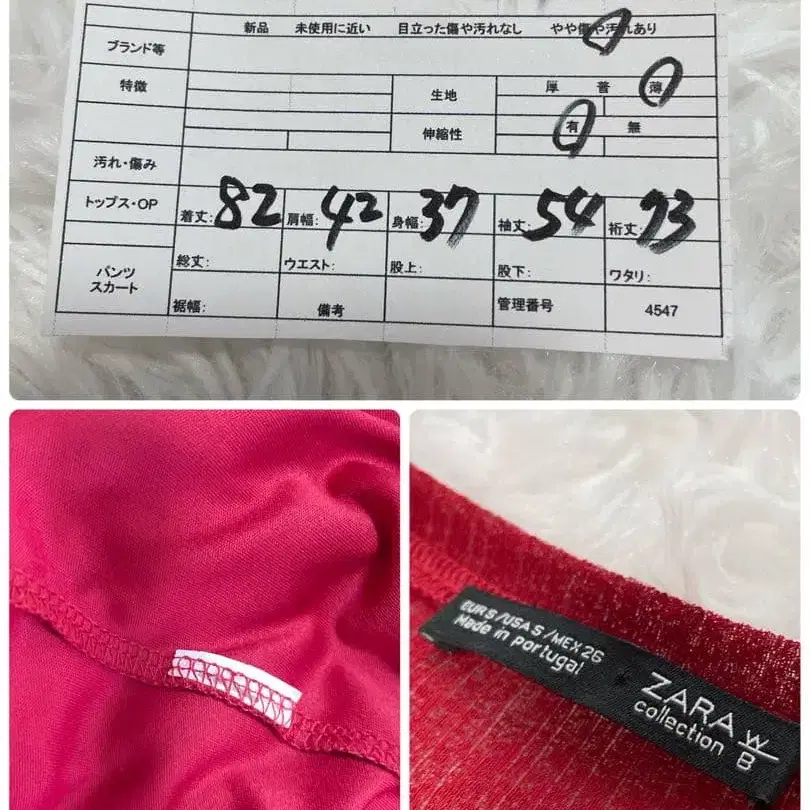 新品 未使用に近い 目立った傷や汚れなし やや傷や汚れあり
ブランド等
特徴 生地 厚 普 薄
伸縮性 有 無
汚れ・傷み
トップス・OP 着丈: 82 肩幅: 42 身幅: 37 袖丈: 54 裄丈: 73
パンツ
スカート
総丈: ウエスト: 股上: 股下: ワタリ:
裾幅: 備考 管理番号 4547
EUR S/USA S/MEX 26
Made in portugal
ZARA W/B
collection